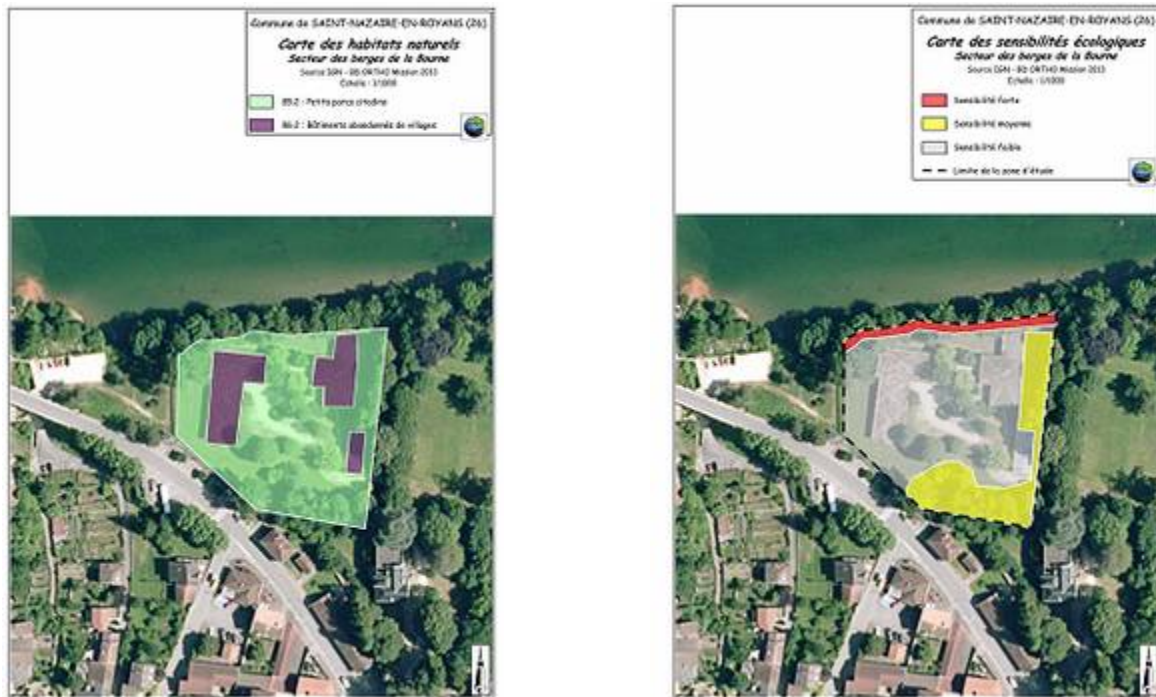 Commune de SAINT-NAZAIRE-EN-ROYANS (26)
Carte des habitats naturels
Secteur des berges de la Bourne
Source IGN - BD ORTHO Mission 2013
Echelle : 1/1000
85.2 : Petits parcs citadins
86.2 : Bâtiments abandonnés de villages
Commune de SAINT-NAZAIRE-EN-ROYANS (26)
Carte des sensibilités écologiques
Secteur des berges de la Bourne
Source IGN - BD ORTHO Mission 2013
Echelle : 1/1000
Sensibilité forte
Sensibilité moyenne
Sensibilité faible
Limite de la zone d'étude